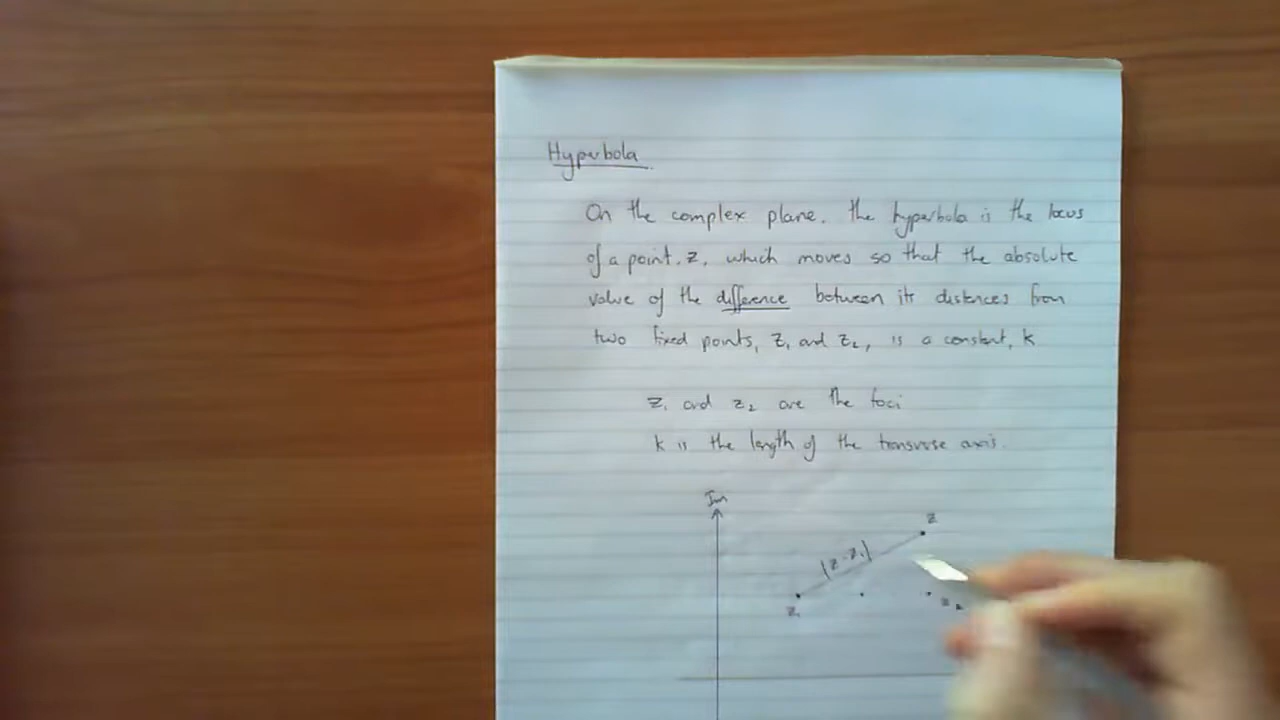 Hyperbola
On the complex plane, the hyperbola is the locus
of a point, z, which moves so that the absolute
value of the difference between its distances from
two fixed points, z₁ and z₂, is a constant, k
z₁ and z₂ are the foci
k is the length of the transverse axis.
Im
z
|z-z₁|
z₁
z₂